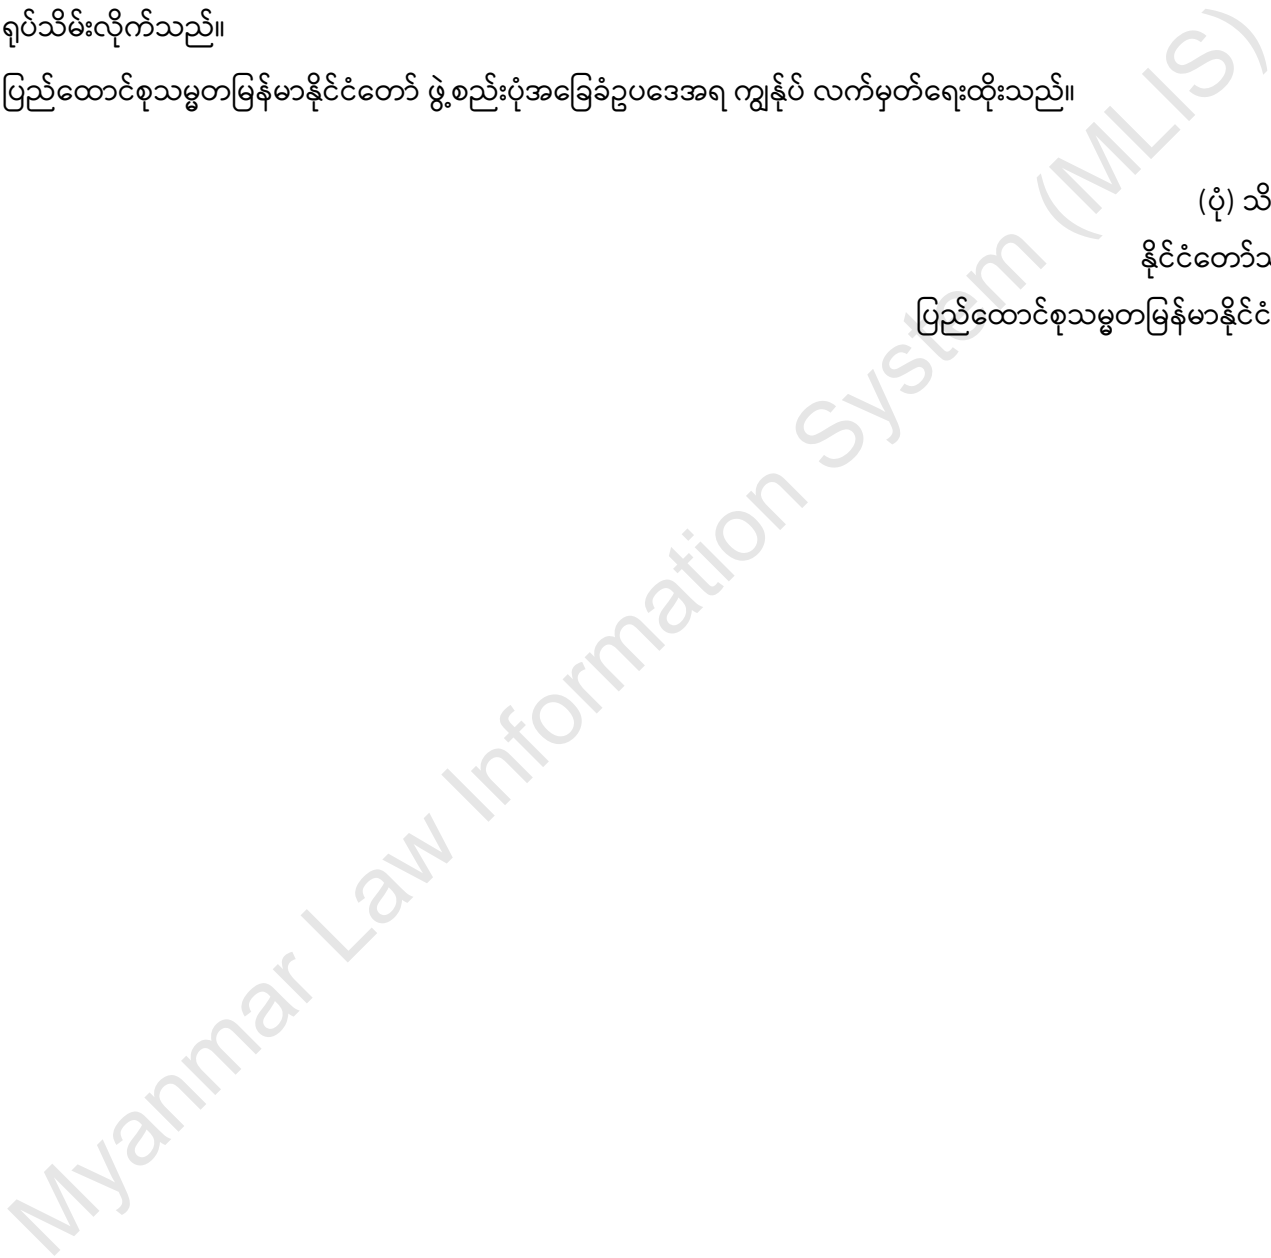 ရုပ်သိမ်းလိုက်သည်။
ပြည်ထောင်စုသမ္မတမြန်မာနိုင်ငံတော် ဖွဲ့စည်းပုံအခြေခံဥပဒေအရ ကျွန်ုပ် လက်မှတ်ရေးထိုးသည်။
(ပုံ) သိ
နိုင်ငံတော်သ
ပြည်ထောင်စုသမ္မတမြန်မာနိုင်ငံ
Myanmar Law Information System (MLIS)